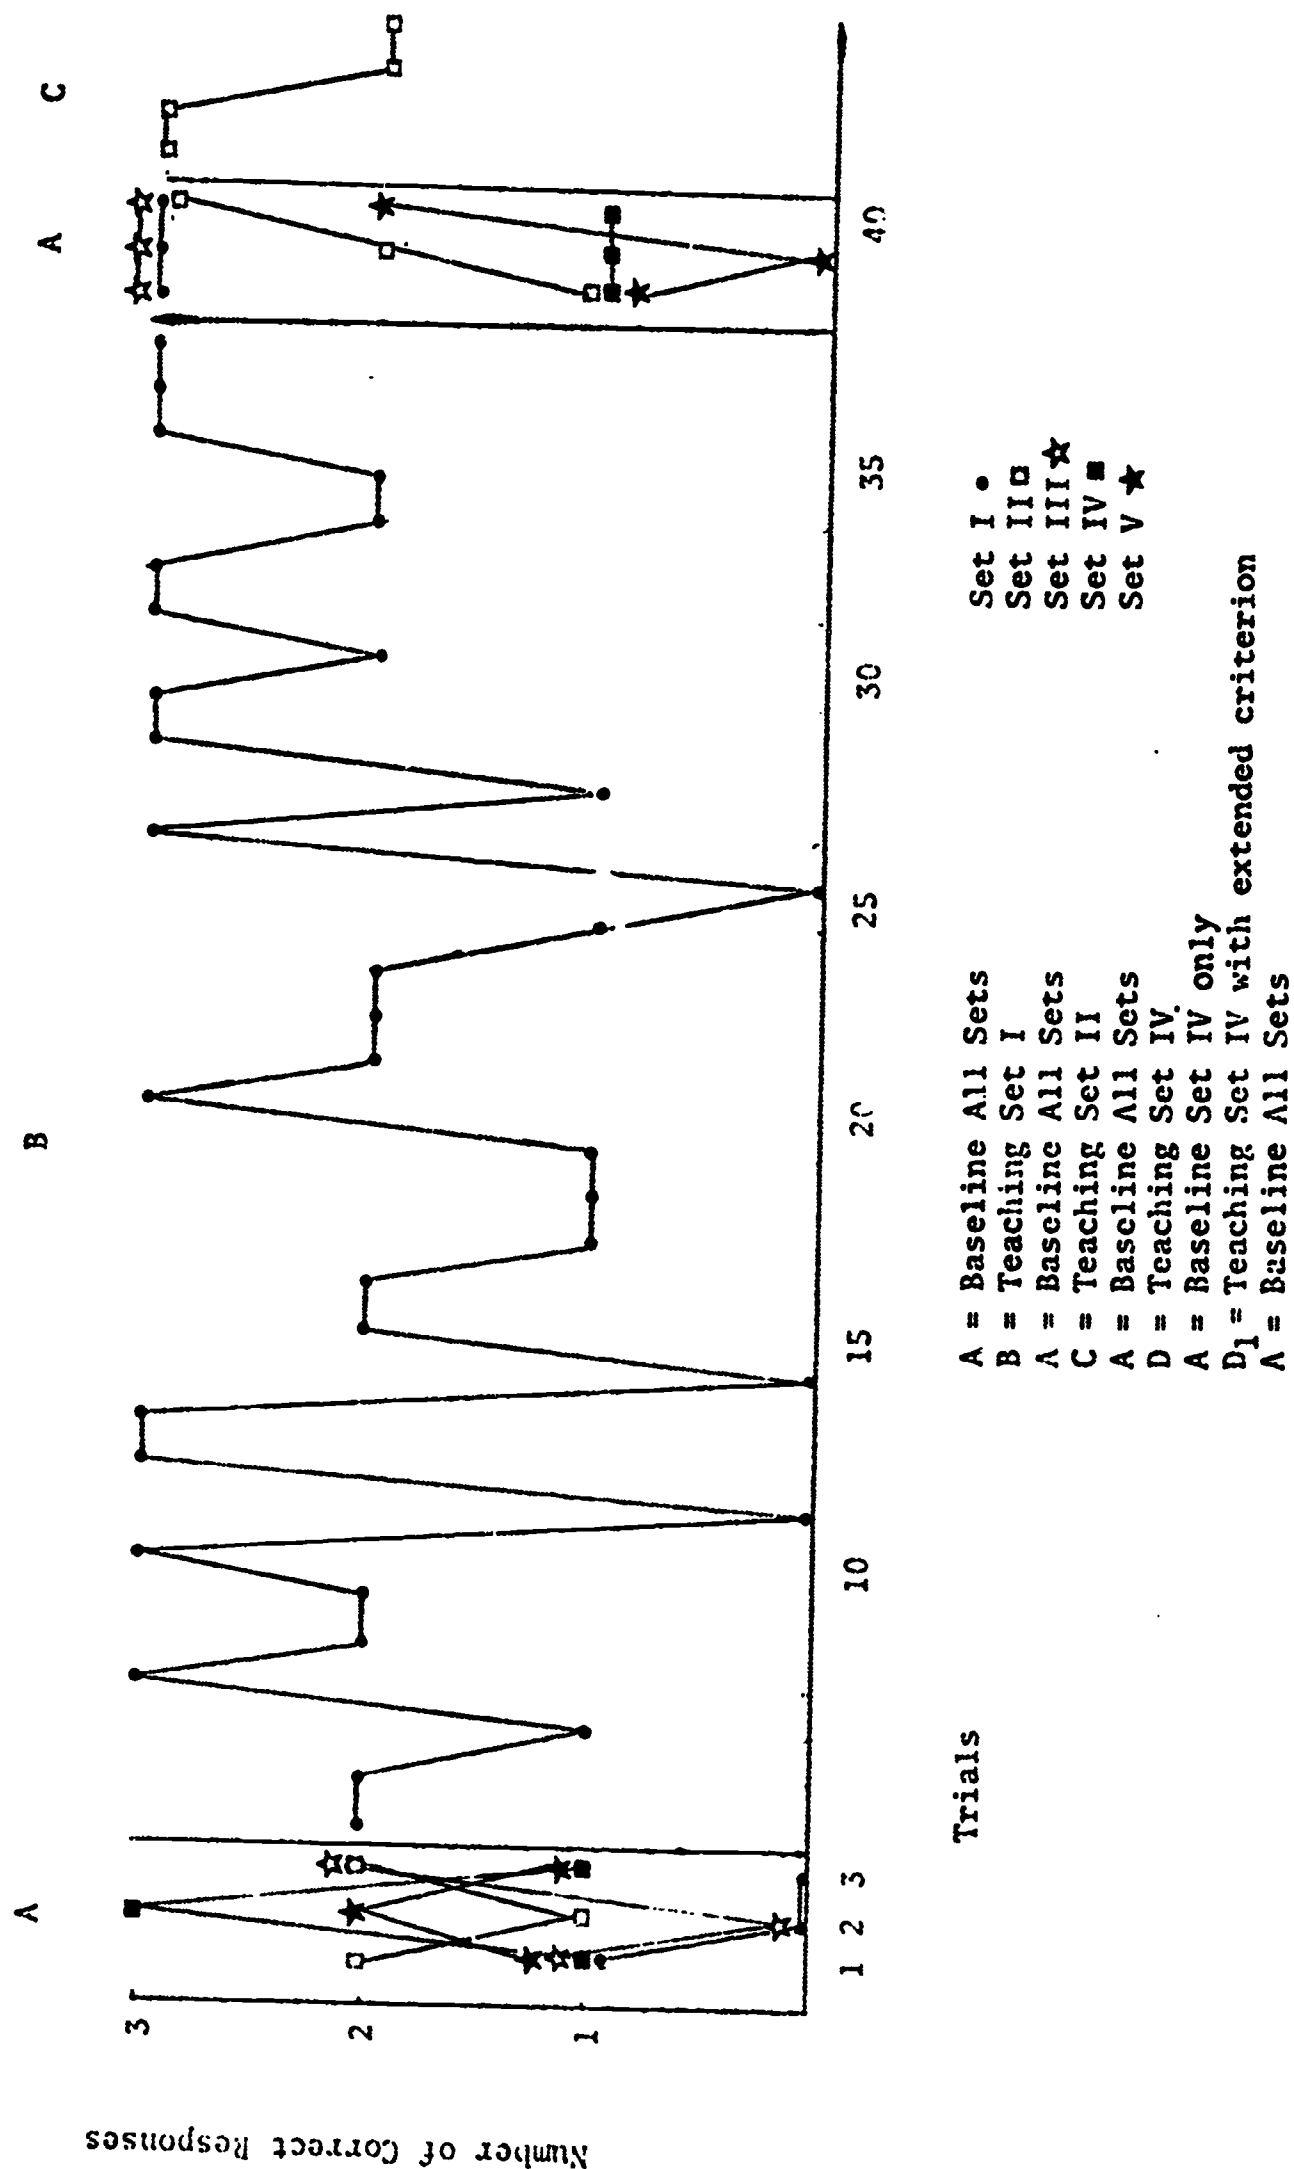 A
B
A
C
Number of Correct Responses
3
2
1
1 2 3
10
15
20
25
30
35
40
Trials
Set I
Set II
Set III
Set IV
Set V
A = Baseline All Sets
B = Teaching Set I
A = Baseline All Sets
C = Teaching Set II
A = Baseline All Sets
D = Teaching Set IV
A = Baseline Set IV only
D1 = Teaching Set IV with extended criterion
A = Baseline All Sets